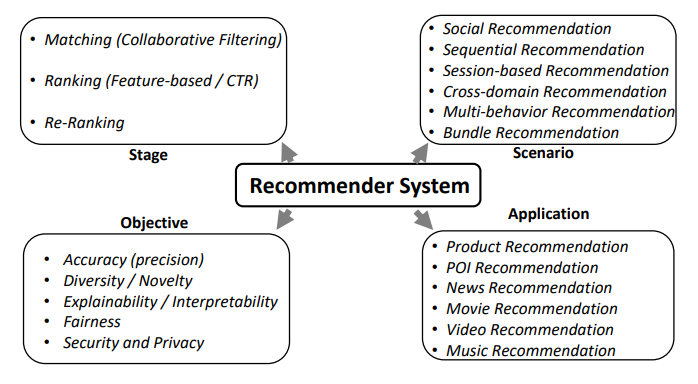 • Matching (Collaborative Filtering)
• Ranking (Feature-based / CTR)
• Re-Ranking
Stage
• Social Recommendation
• Sequential Recommendation
• Session-based Recommendation
• Cross-domain Recommendation
• Multi-behavior Recommendation
• Bundle Recommendation
Scenario
Recommender System
Objective
• Accuracy (precision)
• Diversity / Novelty
• Explainability / Interpretability
• Fairness
• Security and Privacy
Application
• Product Recommendation
• POI Recommendation
• News Recommendation
• Movie Recommendation
• Video Recommendation
• Music Recommendation